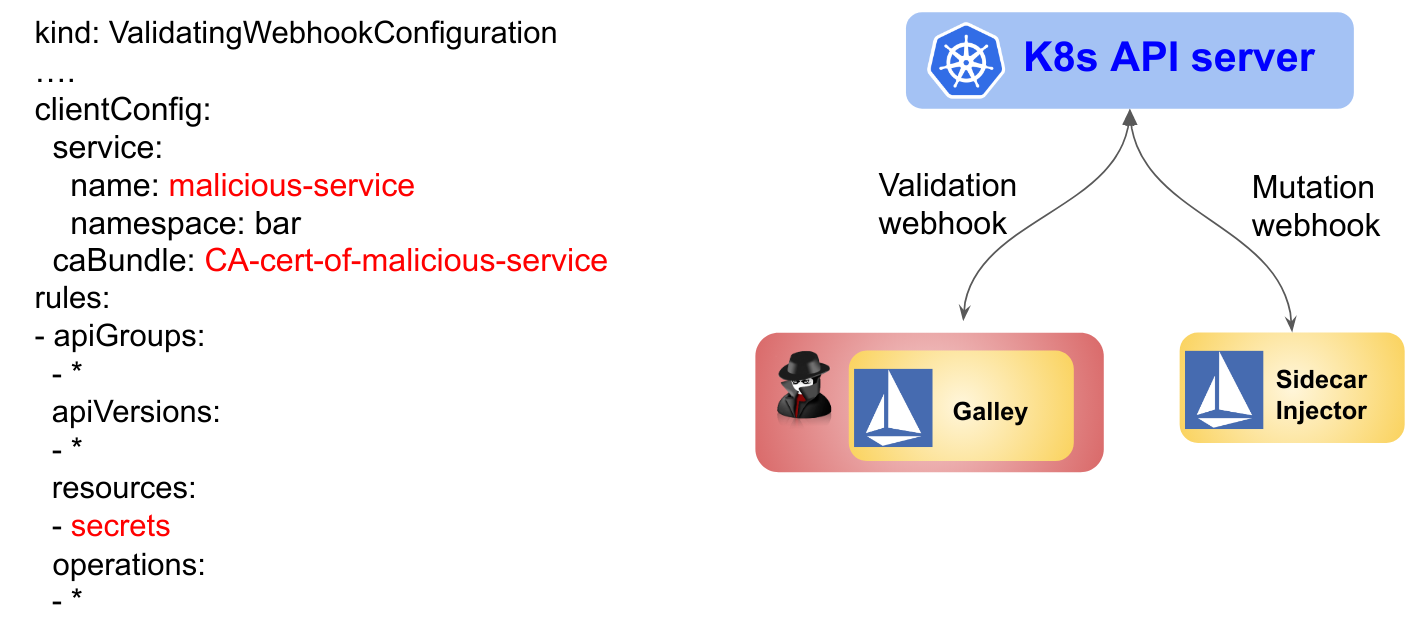 kind: ValidatingWebhookConfiguration
….
clientConfig:
service:
name: malicious-service
namespace: bar
caBundle: CA-cert-of-malicious-service
rules:
- apiGroups:
- *
apiVersions:
- *
resources:
- secrets
operations:
- *
K8s API server
Validation
webhook
Mutation
webhook
Galley
Sidecar
Injector